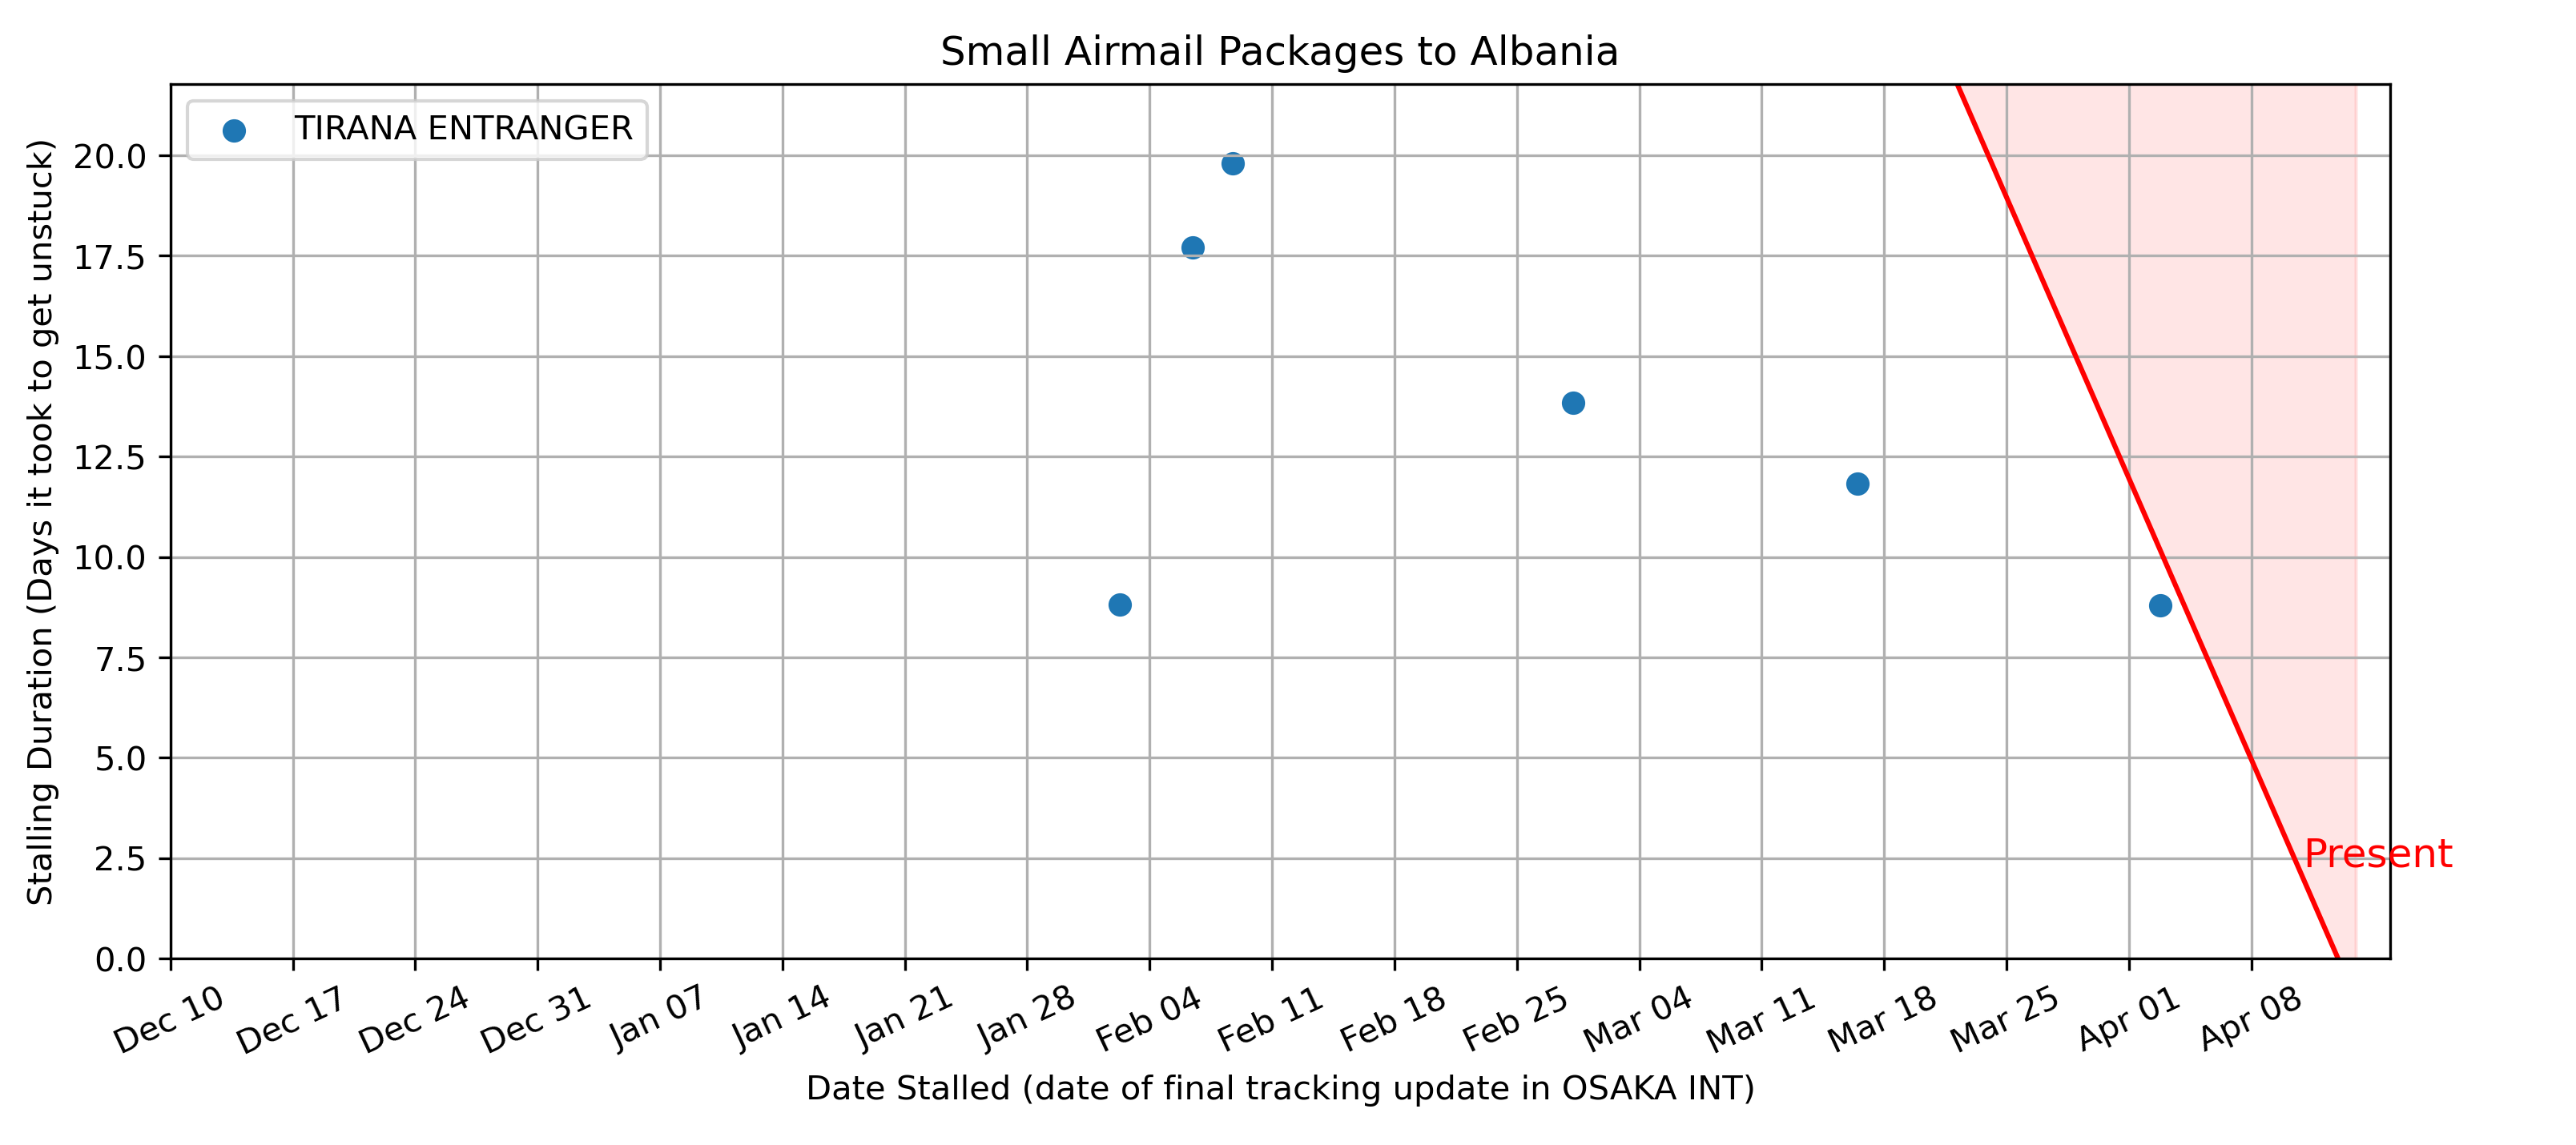 Small Airmail Packages to Albania
TIRANA ENTRANGER
Stalling Duration (Days it took to get unstuck)
20.0
17.5
15.0
12.5
10.0
7.5
5.0
2.5
0.0
Present
Dec 10 Dec 17 Dec 24 Dec 31 Jan 07 Jan 14 Jan 21 Jan 28 Feb 04 Feb 11 Feb 18 Feb 25 Mar 04 Mar 11 Mar 18 Mar 25 Apr 01 Apr 08
Date Stalled (date of final tracking update in OSAKA INT)